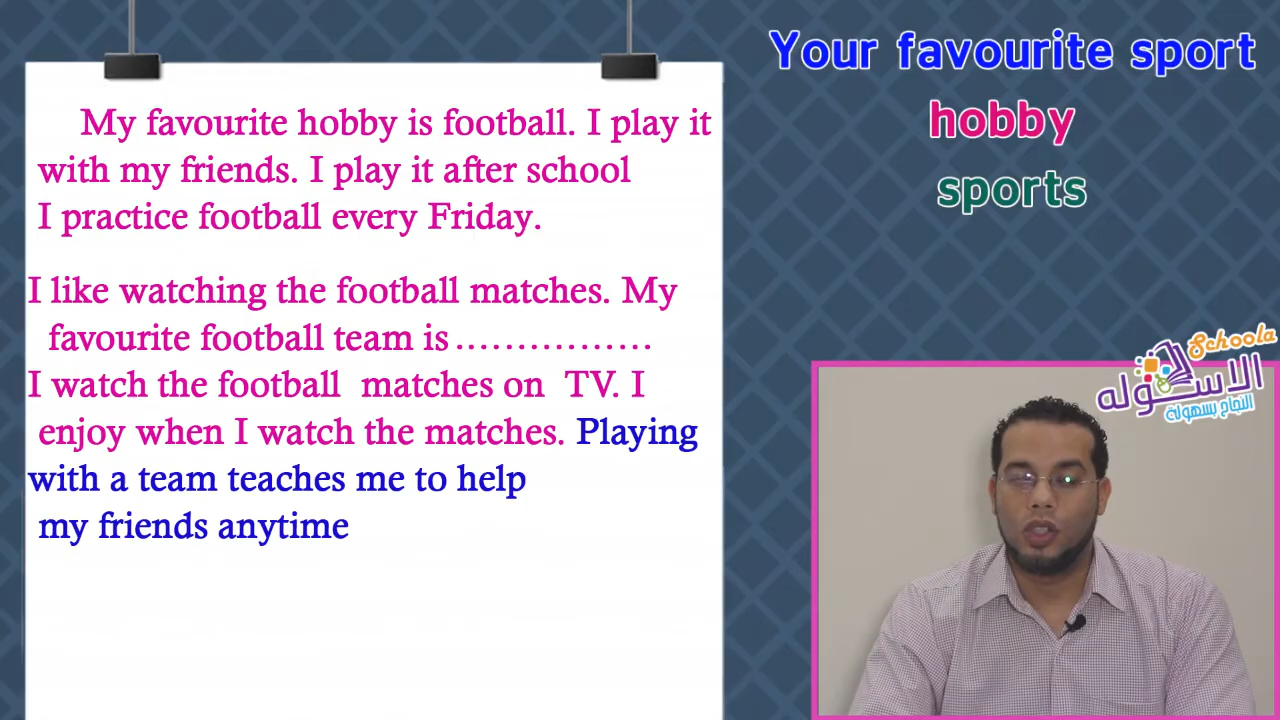 Your favourite sport
hobby
sports
My favourite hobby is football. I play it
with my friends. I play it after school
I practice football every Friday.
I like watching the football matches. My
favourite football team is ................
I watch the football matches on TV. I
enjoy when I watch the matches. Playing
with a team teaches me to help
my friends anytime
Schoola
الاسكوله
النجاح بسهولة